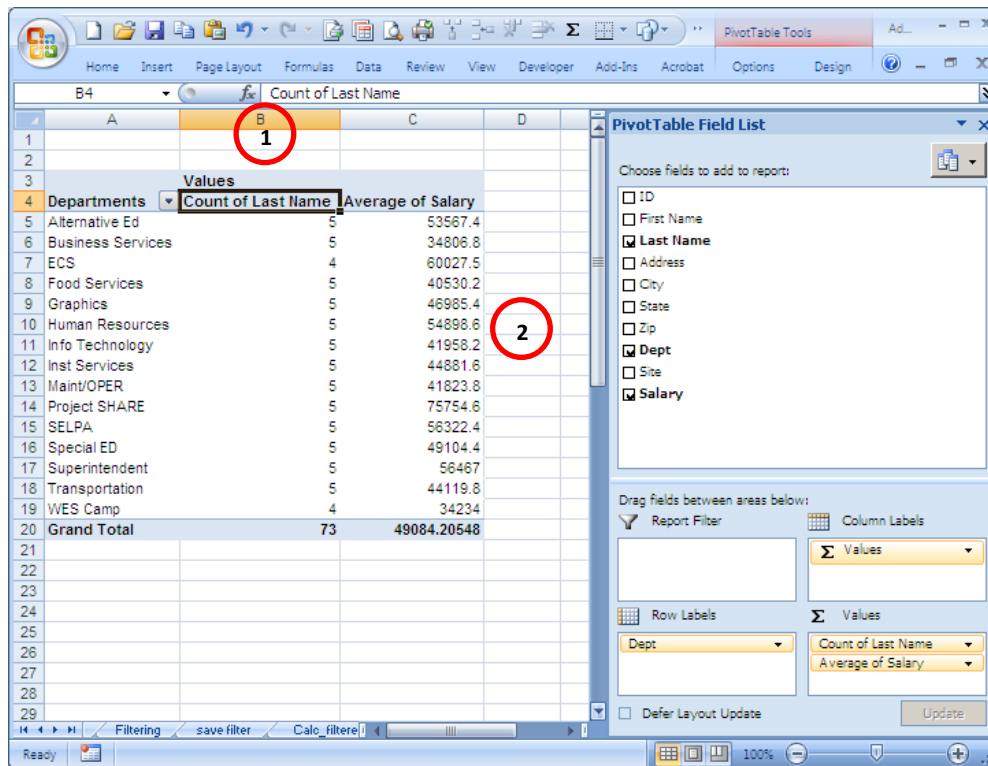 PivotTable Tools Ad...
Home Insert Page Layout Formulas Data Review View Developer Add-Ins Acrobat Options Design
B4 fx Count of Last Name
A B C D
1
2
3 Values
4 Departments Count of Last Name Average of Salary
5 Alternative Ed 5 53567.4
6 Business Services 5 34806.8
7 ECS 4 60027.5
8 Food Services 5 40530.2
9 Graphics 5 46985.4
10 Human Resources 5 54898.6
11 Info Technology 5 41958.2
12 Inst Services 5 44881.6
13 Maint/OPER 5 41823.8
14 Project SHARE 5 75754.6
15 SELPA 5 56322.4
16 Special ED 5 49104.4
17 Superintendent 5 56467
18 Transportation 5 44119.8
19 WES Camp 4 34234
20 Grand Total 73 49084.20548
21
22
23
24
25
26
27
28
29
1
2
Filtering save filter Calc_filtere
Ready 100%
PivotTable Field List
Choose fields to add to report:
ID
First Name
Last Name
Address
City
State
Zip
Dept
Site
Salary
Drag fields between areas below:
Report Filter Column Labels
Σ Values
Row Labels Σ Values
Dept Count of Last Name
Average of Salary
Defer Layout Update Update